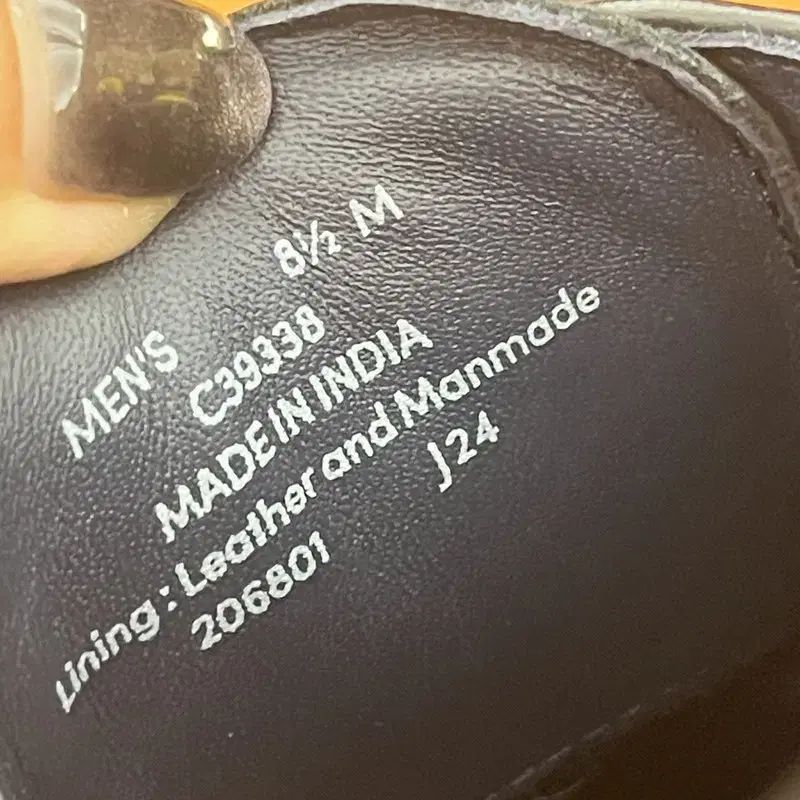 MEN'S 8½ M
C39338
MADE IN INDIA
Lining: Leather and Manmade
206801 J24